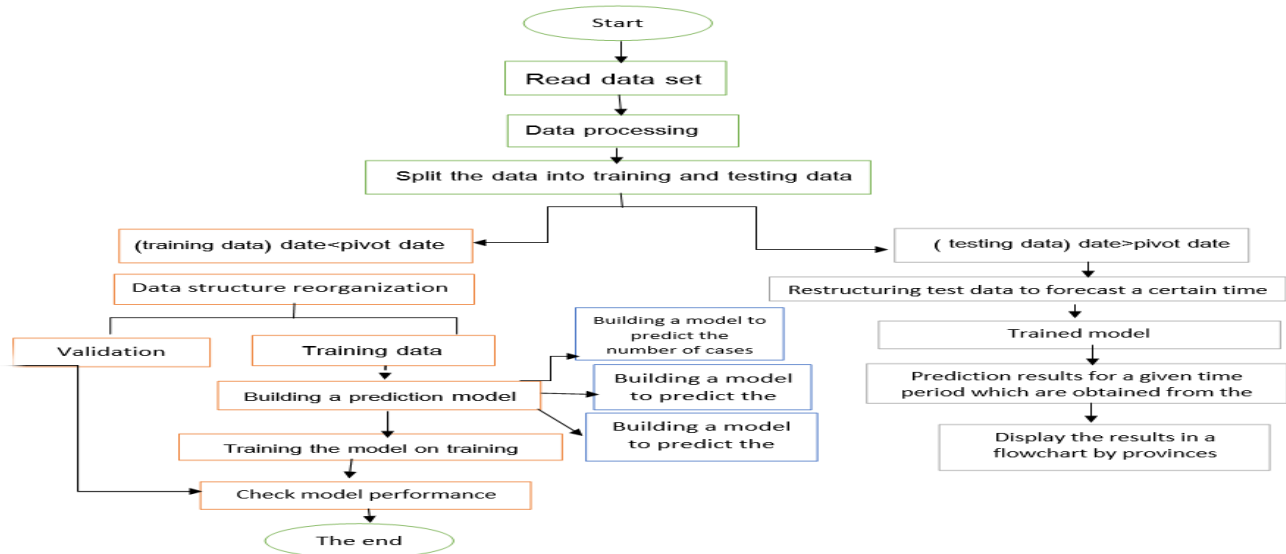 Start
Read data set
Data processing
Split the data into training and testing data
(training data) date<pivot date
( testing data) date>pivot date
Data structure reorganization
Restructuring test data to forecast a certain time
Validation
Training data
Building a model to
predict the
number of cases
Trained model
Building a prediction model
Building a model
to predict the
Building a model
to predict the
Prediction results for a given time
period which are obtained from the
Training the model on training
Display the results in a
flowchart by provinces
Check model performance
The end